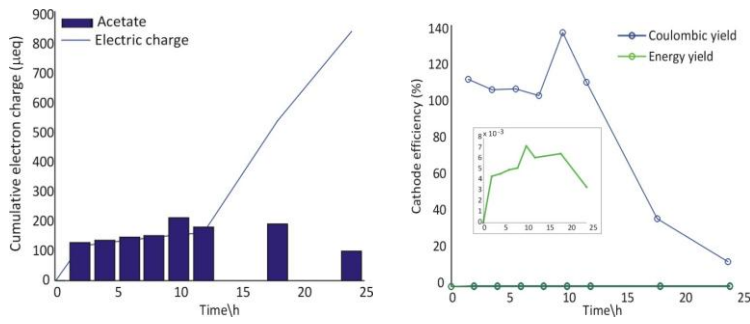 Acetate
Electric charge
Cumulative electron charge (µeq)
900
800
700
600
500
400
300
200
100
0
0 5 10 15 20 25
Time\h
Coulombic yield
Energy yield
Cathode efficiency (%)
140
120
100
80
60
40
20
0
0 5 10 15 20 25
Time\h
x 10⁻³
8
7
6
5
4
3
2
1
0
0 5 10 15 20 25